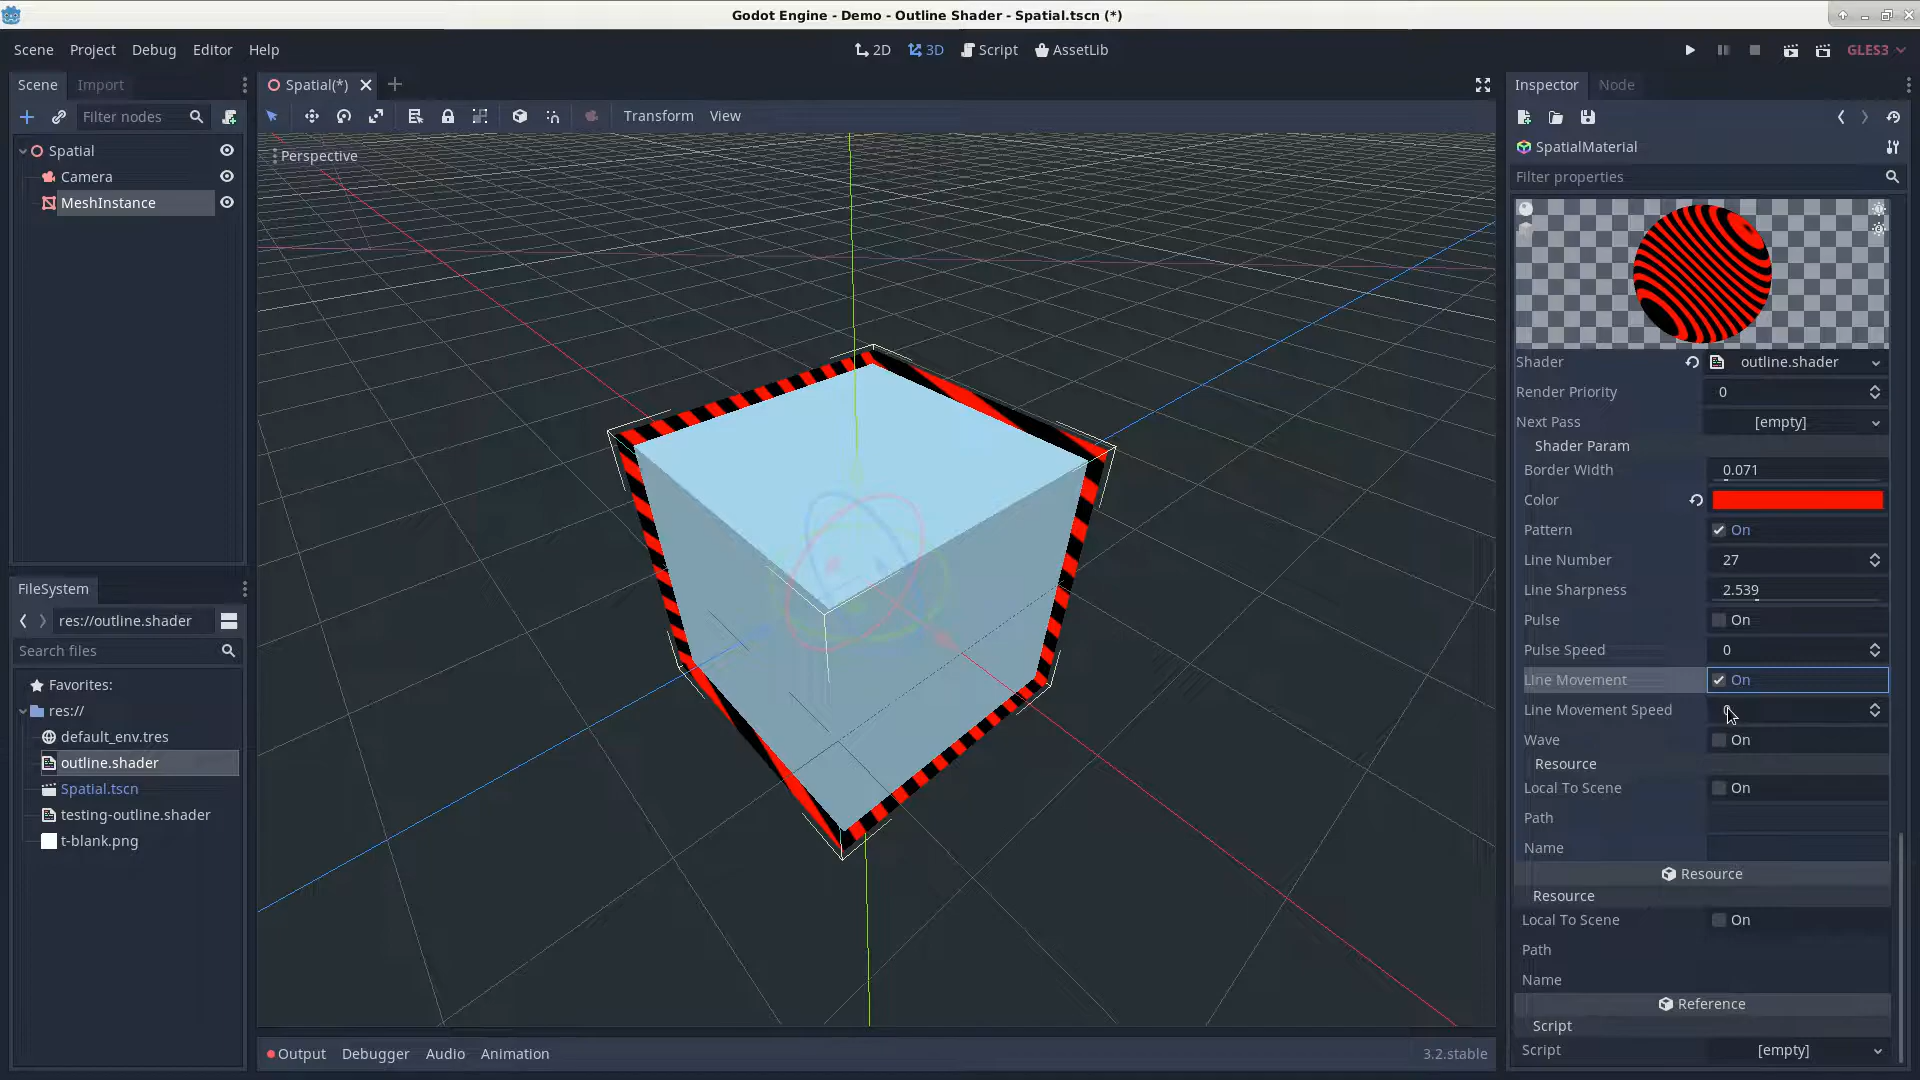 Godot Engine - Demo - Outline Shader - Spatial.tscn (*)
Scene Project Debug Editor Help
2D 3D Script AssetLib
GLES3
Scene Import
Filter nodes
Spatial
Camera
MeshInstance
FileSystem
res://outline.shader
Search files
Favorites:
res://
default_env.tres
outline.shader
Spatial.tscn
testing-outline.shader
t-blank.png
Spatial(*)
Transform View
Perspective
Output Debugger Audio Animation
3.2.stable
Inspector Node
SpatialMaterial
Filter properties
Shader outline.shader
Render Priority 0
Next Pass [empty]
Shader Param
Border Width 0.071
Color
Pattern On
Line Number 27
Line Sharpness 2.539
Pulse On
Pulse Speed 0
Line Movement On
Line Movement Speed
Wave On
Resource
Local To Scene On
Path
Name
Resource
Resource
Local To Scene On
Path
Name
Reference
Script
Script [empty]